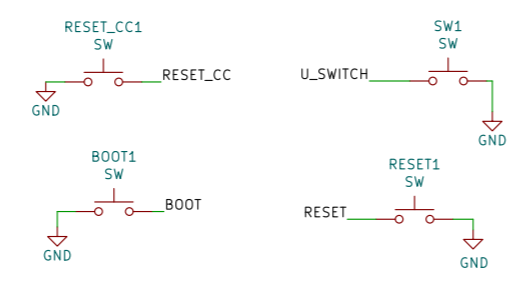 RESET_CC1
SW
RESET_CC
GND
SW1
SW
U_SWITCH
GND
BOOT1
SW
BOOT
GND
RESET1
SW
RESET
GND